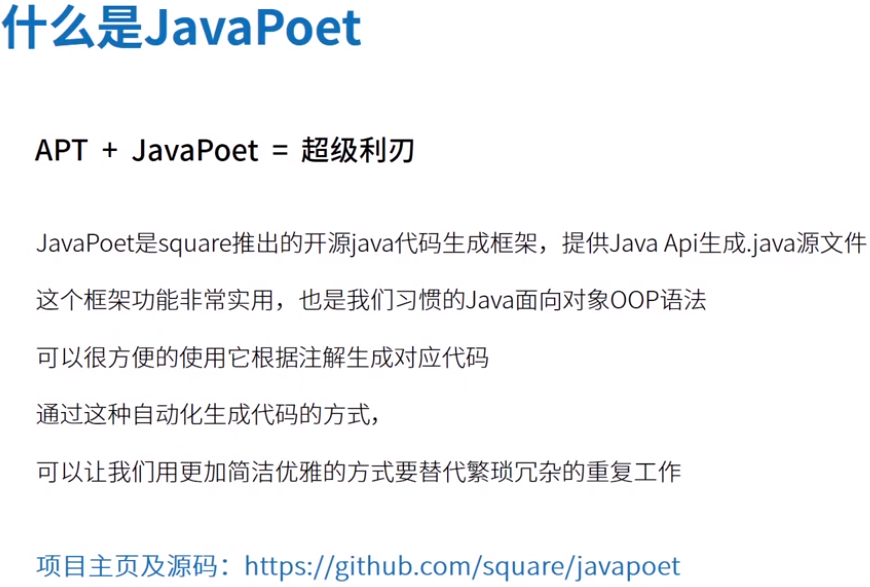 什么是JavaPoet
APT + JavaPoet = 超级利刃
JavaPoet是square推出的开源java代码生成框架，提供Java Api生成.java源文件
这个框架功能非常实用，也是我们习惯的Java面向对象OOP语法
可以很方便的使用它根据注解生成对应代码
通过这种自动化生成代码的方式，
可以让我们用更加简洁优雅的方式要替代繁琐冗杂的重复工作
项目主页及源码：https://github.com/square/javapoet